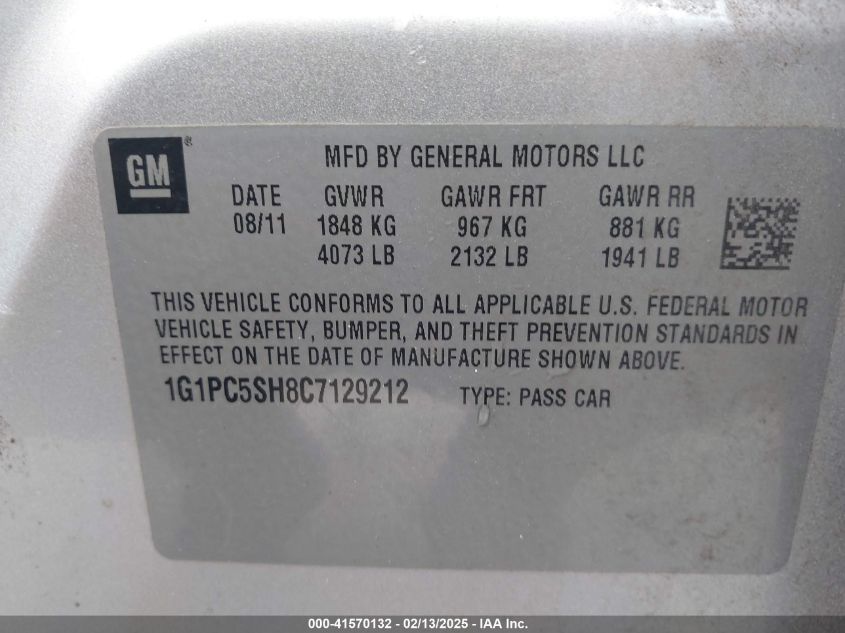 GM
MFD BY GENERAL MOTORS LLC
DATE GVWR GAWR FRT GAWR RR
08/11 1848 KG 967 KG 881 KG
4073 LB 2132 LB 1941 LB
THIS VEHICLE CONFORMS TO ALL APPLICABLE U.S. FEDERAL MOTOR
VEHICLE SAFETY, BUMPER, AND THEFT PREVENTION STANDARDS IN
EFFECT ON THE DATE OF MANUFACTURE SHOWN ABOVE.
1G1PC5SH8C7129212 TYPE: PASS CAR
000-41570132 - 02/13/2025 - IAA Inc.